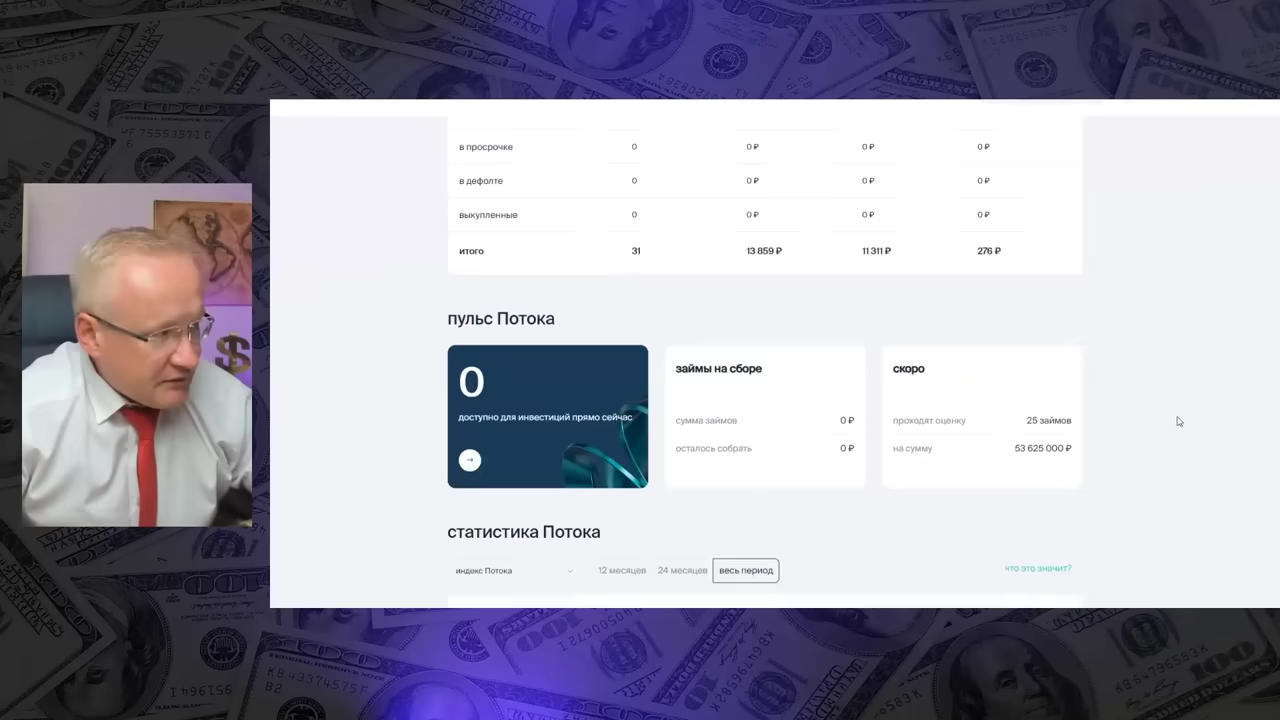 в просрочке 0 0 ₽ 0 ₽ 0 ₽
в дефолте 0 0 ₽ 0 ₽ 0 ₽
выкупленные 0 0 ₽ 0 ₽ 0 ₽
итого 31 13 859 ₽ 11 311 ₽ 276 ₽
пульс Потока
0
доступно для инвестиций прямо сейчас
займы на сборе
сумма займов 0 ₽
осталось собрать 0 ₽
скоро
проходят оценку 25 займов
на сумму 53 625 000 ₽
статистика Потока
индекс Потока 12 месяцев 24 месяцев весь период что это значит?